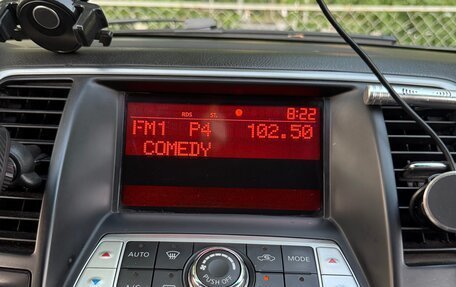 RDS ST. 8:22
FM1 P4 102.50
COMEDY
AUTO MODE
PUSH OFF
A/C